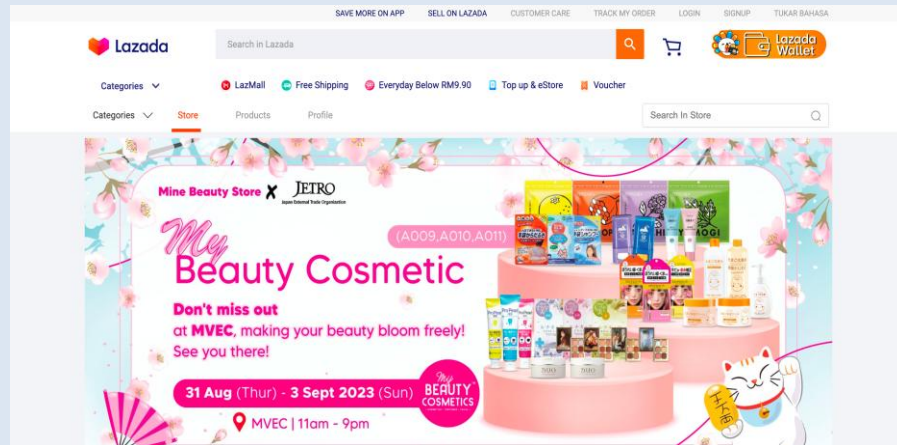 SAVE MORE ON APP SELL ON LAZADA CUSTOMER CARE TRACK MY ORDER LOGIN SIGNUP TUKAR BAHASA
Lazada
Search in Lazada
Lazada
Wallet
Categories
LazMall Free Shipping Everyday Below RM9.90 Top up & eStore Voucher
Categories Store Products Profile
Search In Store
Mine Beauty Store X JETRO
Japan External Trade Organization
(A009,A010,A011)
My
Beauty Cosmetic
Don't miss out
at MVEC, making your beauty bloom freely!
See you there!
31 Aug (Thur) - 3 Sept 2023 (Sun)
My
BEAUTY
COSMETICS
MVEC | 11am - 9pm